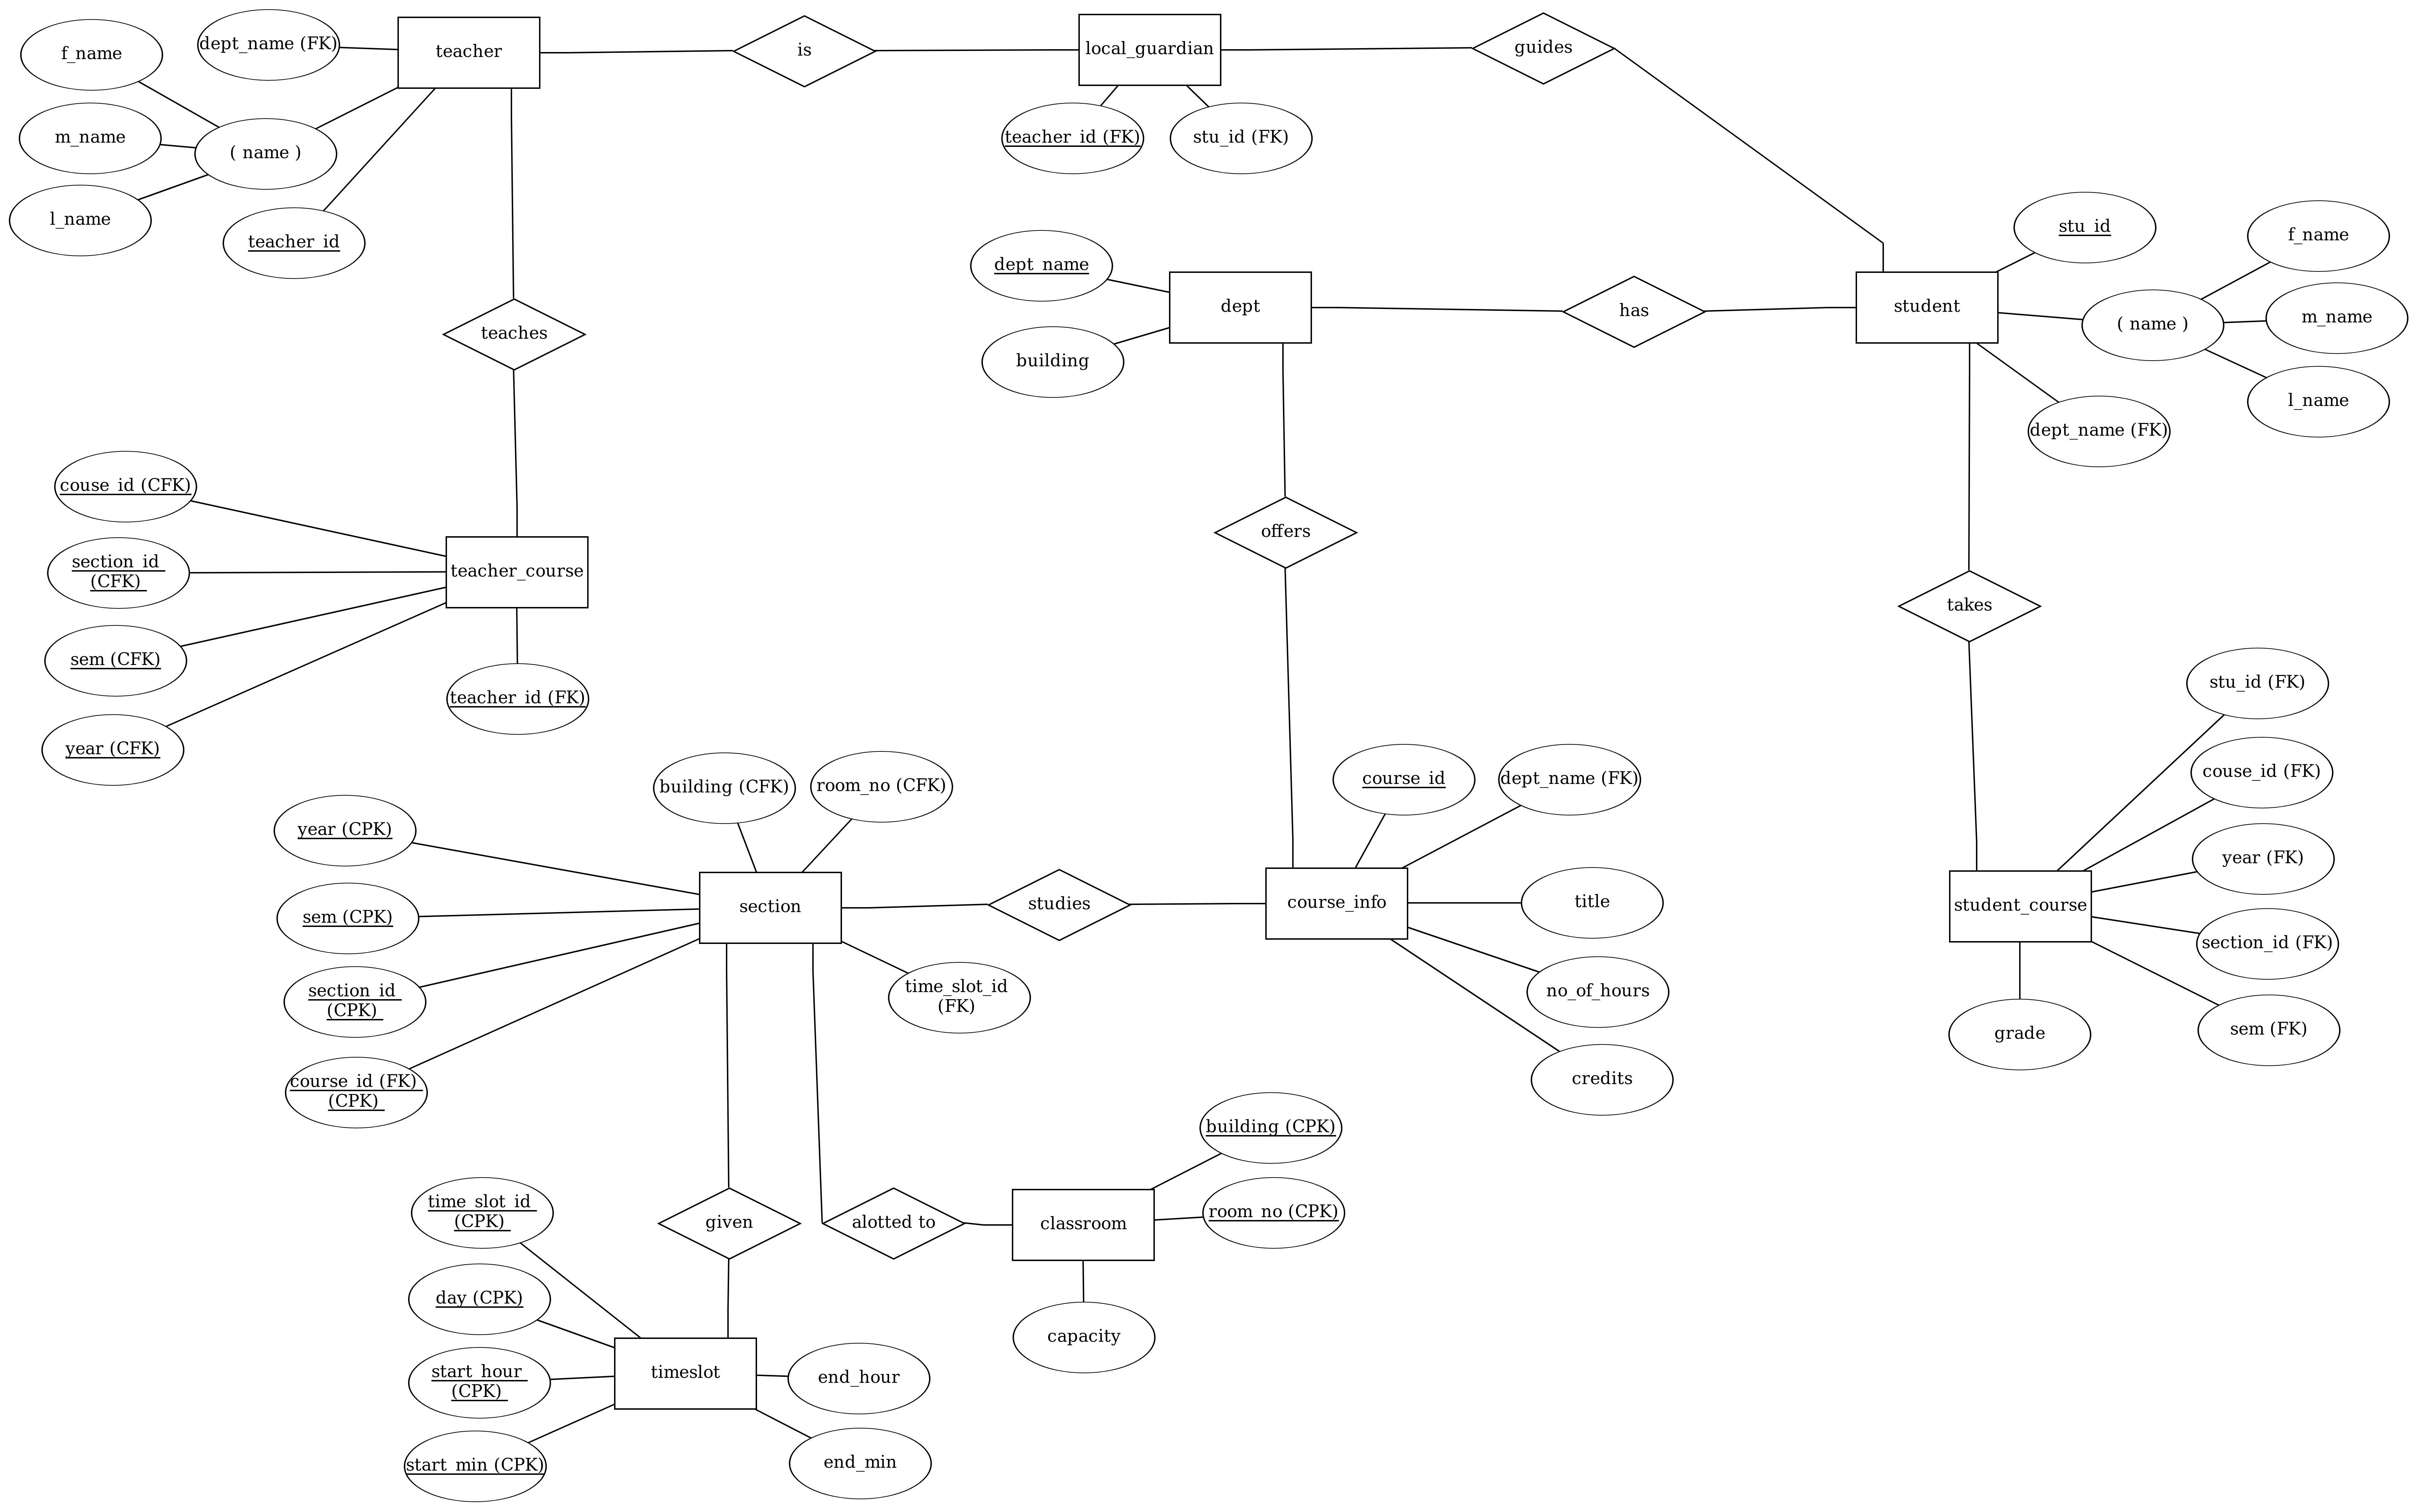 f_name
dept_name (FK)
teacher
is
local_guardian
guides
m_name
( name )
teacher_id (FK)
stu_id (FK)
l_name
teacher_id
stu_id
f_name
dept_name
dept
has
student
( name )
m_name
building
teaches
l_name
dept_name (FK)
couse_id (CFK)
offers
section_id
(CFK)
teacher_course
takes
sem (CFK)
teacher_id (FK)
stu_id (FK)
year (CFK)
building (CFK)
room_no (CFK)
course_id
dept_name (FK)
couse_id (FK)
year (CPK)
year (FK)
sem (CPK)
section
studies
course_info
title
student_course
section_id (FK)
section_id
(CPK)
time_slot_id
(FK)
no_of_hours
grade
sem (FK)
course_id (FK)
(CPK)
credits
building (CPK)
time_slot_id
(CPK)
given
alotted to
classroom
room_no (CPK)
day (CPK)
capacity
start_hour
(CPK)
timeslot
end_hour
start_min (CPK)
end_min